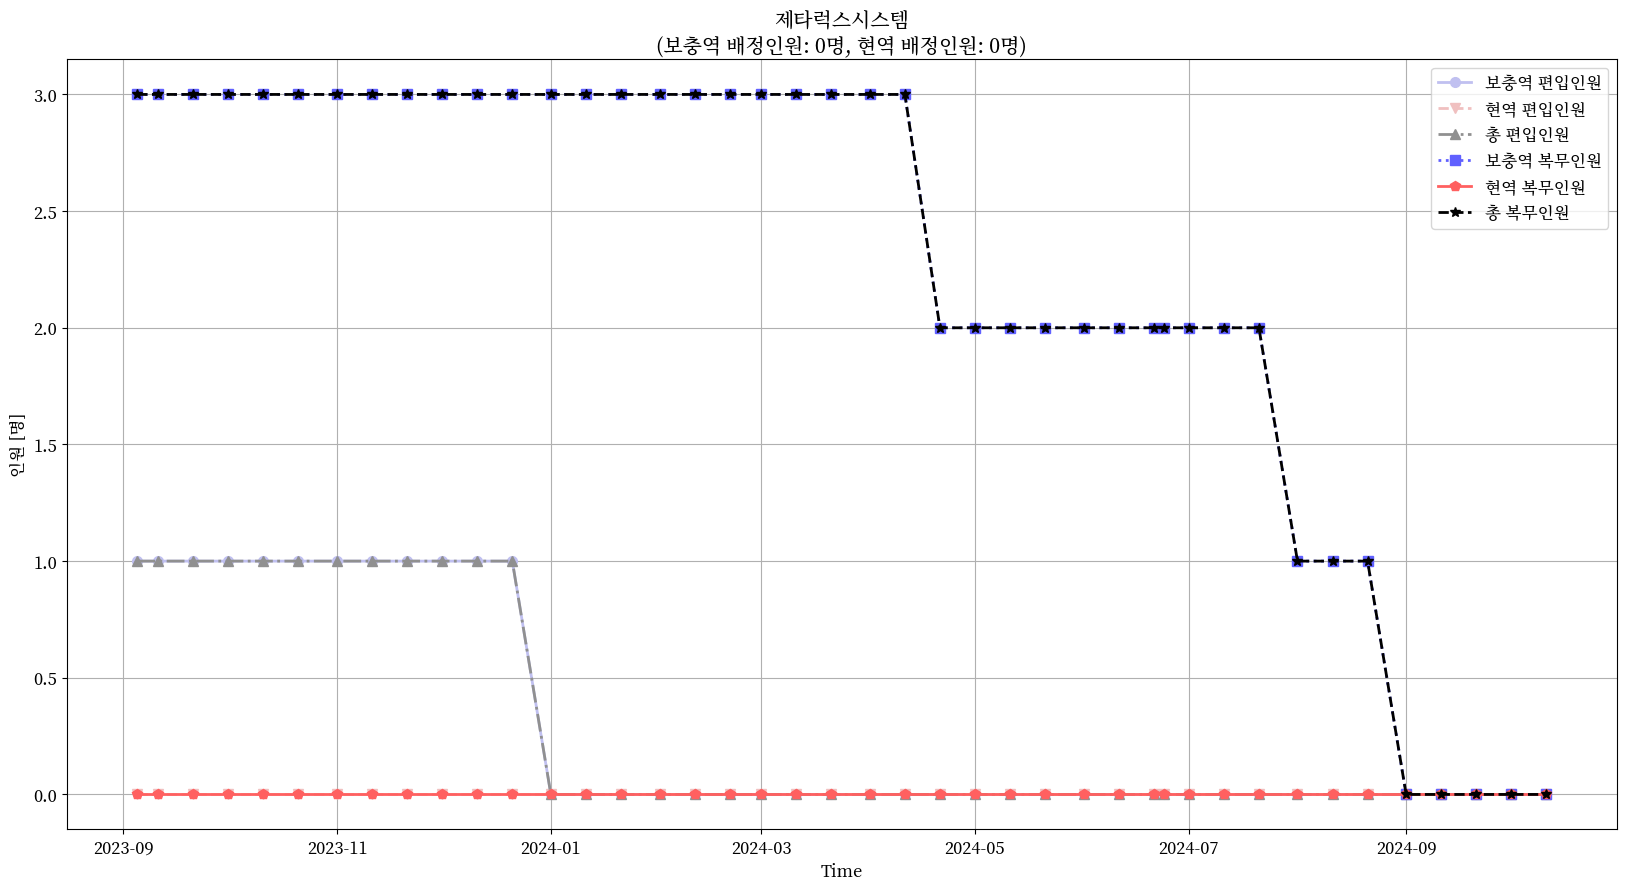 제타럭스시스템
(보충역 배정인원: 0명, 현역 배정인원: 0명)
보충역 편입인원
현역 편입인원
총 편입인원
보충역 복무인원
현역 복무인원
총 복무인원
인원 [명]
3.0
2.5
2.0
1.5
1.0
0.5
0.0
2023-09
2023-11
2024-01
2024-03
2024-05
2024-07
2024-09
Time